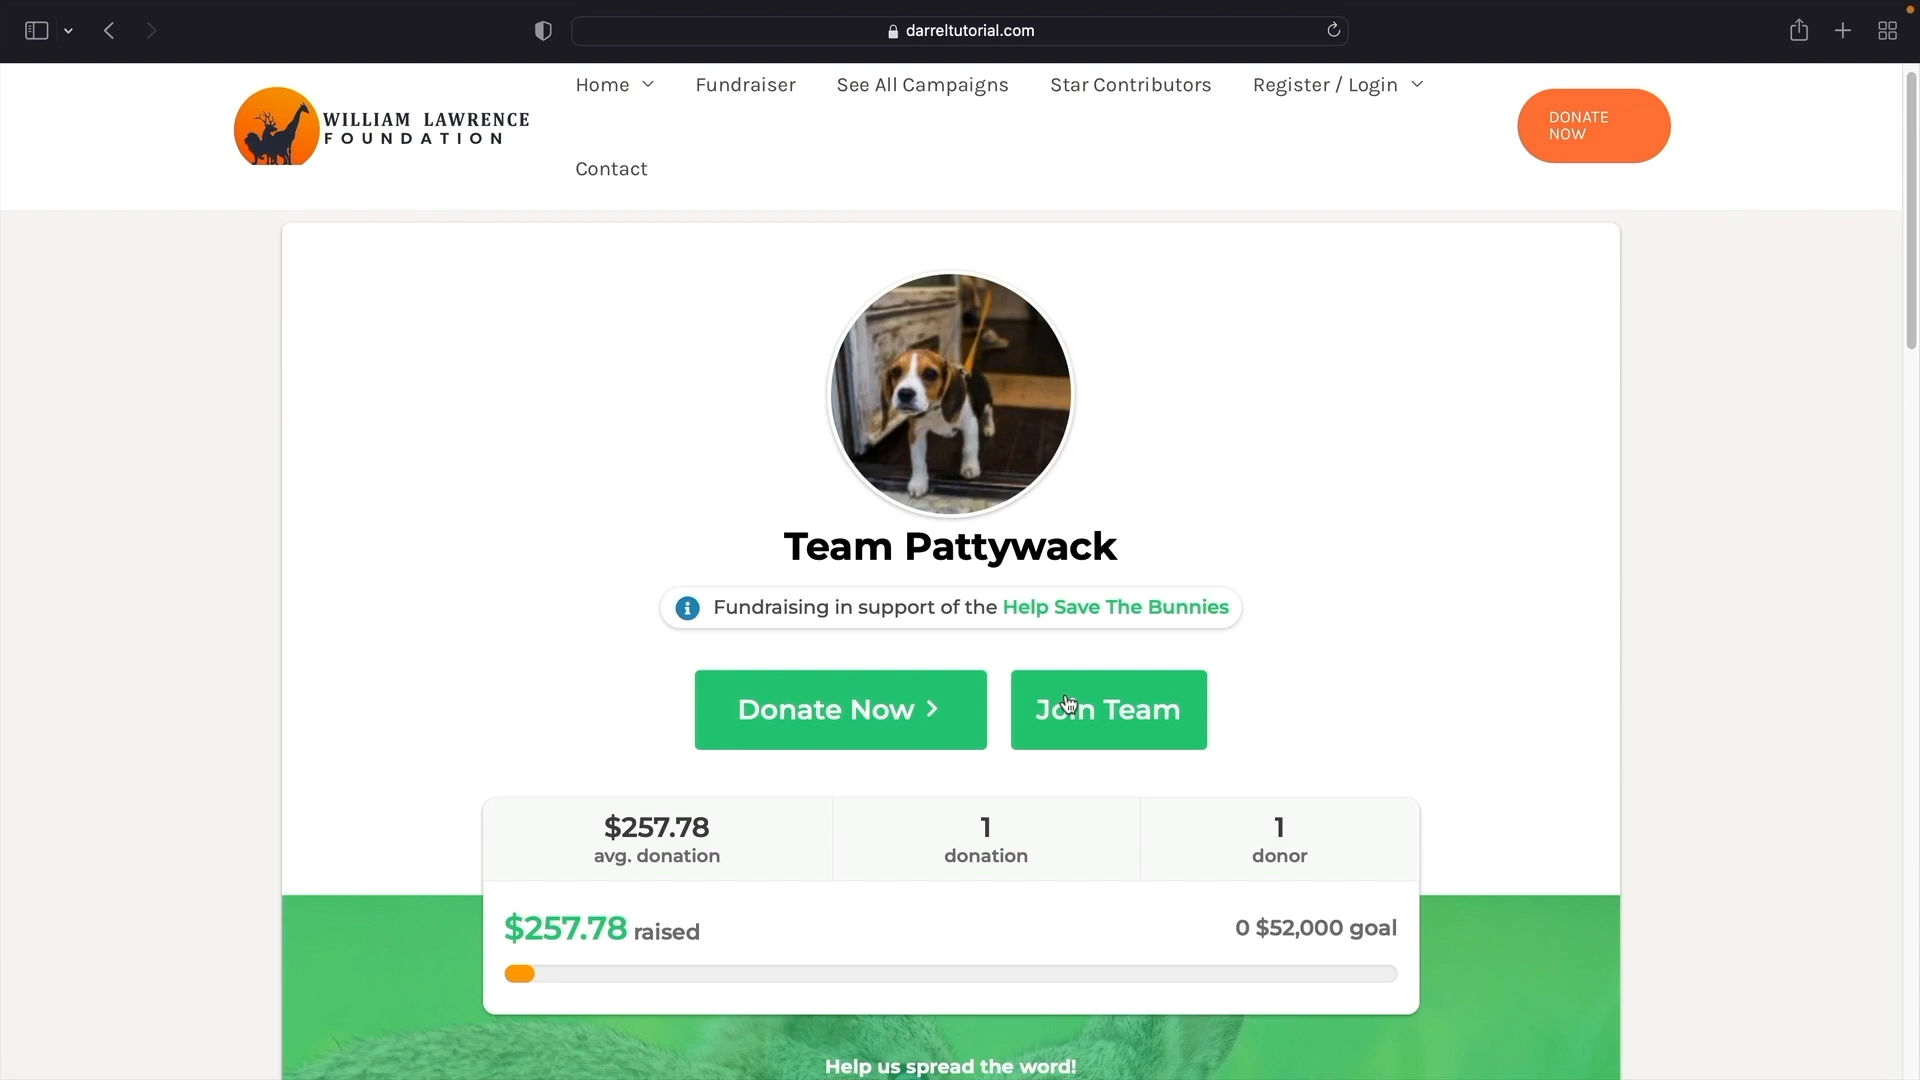 darreltutorial.com
WILLIAM LAWRENCE
FOUNDATION
Home
Fundraiser
See All Campaigns
Star Contributors
Register / Login
Contact
DONATE
NOW
Team Pattywack
Fundraising in support of the Help Save The Bunnies
Donate Now
Join Team
$257.78
avg. donation
1
donation
1
donor
$257.78 raised
0 $52,000 goal
Help us spread the word!